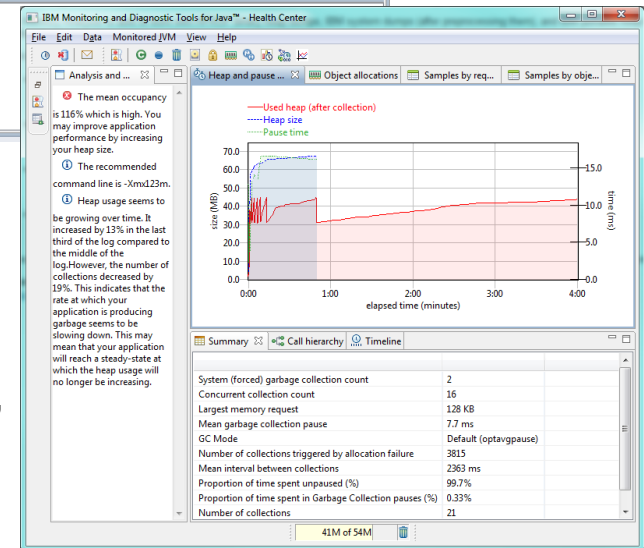 IBM Monitoring and Diagnostic Tools for Java™ - Health Center
File Edit Data Monitored JVM View Help
Analysis and ...
The mean occupancy
is 116% which is high. You
may improve application
performance by increasing
your heap size.
The recommended
command line is -Xmx123m.
Heap usage seems to
be growing over time. It
increased by 13% in the last
third of the log compared to
the middle of the
log.However, the number of
collections decreased by
19%. This indicates that the
rate at which your
application is producing
garbage seems to be
slowing down. This may
mean that your application
will reach a steady-state at
which the heap usage will
no longer be increasing.
Heap and pause ... Object allocations Samples by req... Samples by obje...
Used heap (after collection)
Heap size
Pause time
size (MB)
70.0
60.0
50.0
40.0
30.0
20.0
10.0
0.0
15.0
10.0
5.0
0.0
times (ms)
0:00 1:00 2:00 3:00 4:00
elapsed time (minutes)
Summary Call hierarchy Timeline
System (forced) garbage collection count 2
Concurrent collection count 16
Largest memory request 128 KB
Mean garbage collection pause 7.7 ms
GC Mode Default (optavgpause)
Number of collections triggered by allocation failure 3815
Mean interval between collections 2363 ms
Proportion of time spent unpaused (%) 99.7%
Proportion of time spent in Garbage Collection pauses (%) 0.33%
Number of collections 21
41M of 54M